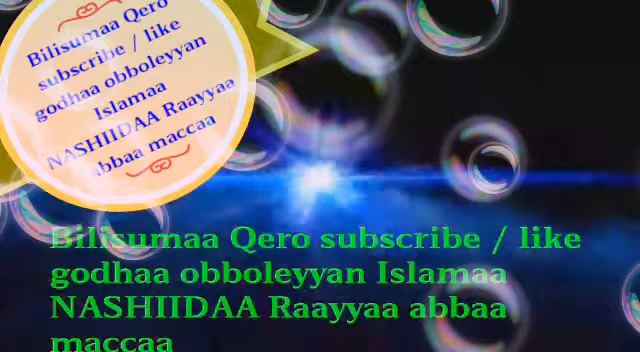 Bilisumaa Qero
subscribe / like
godhaa obboleyyan
Islamaa
NASHIIDAA Raayyaa
abbaa maccaa
Bilisumaa Qero subscribe / like
godhaa obboleyyan Islamaa
NASHIIDAA Raayyaa abbaa
maccaa